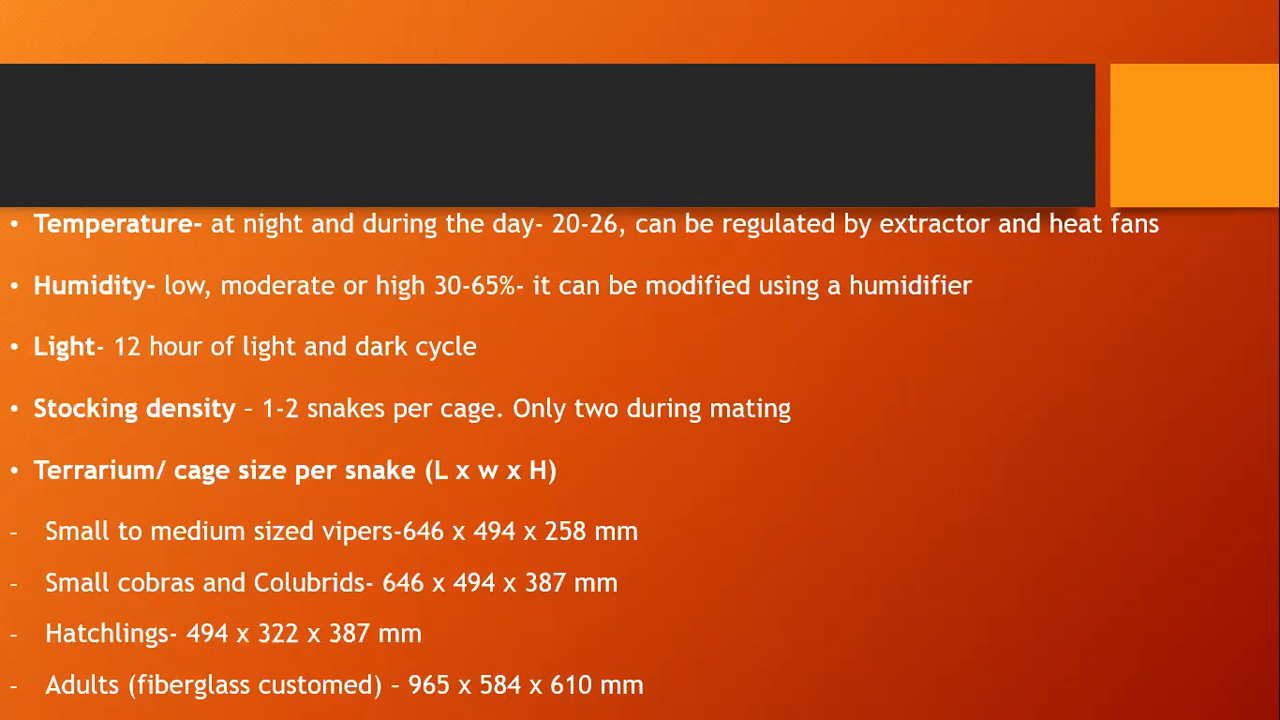 • Temperature- at night and during the day- 20-26, can be regulated by extractor and heat fans
• Humidity- low, moderate or high 30-65%- it can be modified using a humidifier
• Light- 12 hour of light and dark cycle
• Stocking density – 1-2 snakes per cage. Only two during mating
• Terrarium/ cage size per snake (L x w x H)
- Small to medium sized vipers-646 x 494 x 258 mm
- Small cobras and Colubrids- 646 x 494 x 387 mm
- Hatchlings- 494 x 322 x 387 mm
- Adults (fiberglass customed) – 965 x 584 x 610 mm